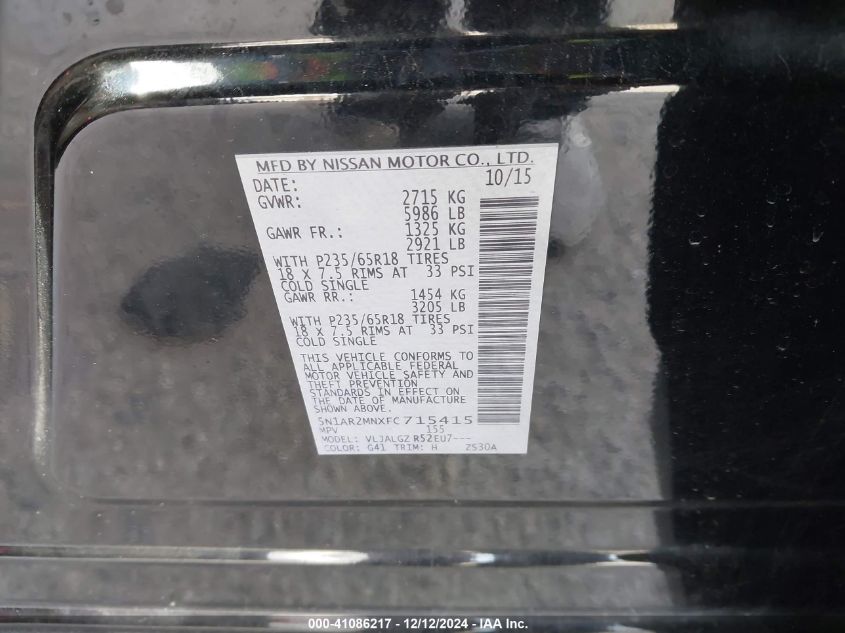 MFD BY NISSAN MOTOR CO., LTD.
DATE: 10/15
GVWR: 2715 KG
5986 LB
GAWR FR.: 1325 KG
2921 LB
WITH P235/65R18 TIRES
18 X 7.5 RIMS AT 33 PSI
COLD SINGLE
GAWR RR.: 1454 KG
3205 LB
WITH P235/65R18 TIRES
18 X 7.5 RIMS AT 33 PSI
COLD SINGLE
THIS VEHICLE CONFORMS TO
ALL APPLICABLE FEDERAL
MOTOR VEHICLE SAFETY AND
THEFT PREVENTION
STANDARDS IN EFFECT ON
THE DATE OF MANUFACTURE
SHOWN ABOVE.
5N1AR2MNXFC715415
MPV 155
MODEL: VLJALGZ R52EU7---
COLOR: G41 TRIM: H 2S30A
000-41086217 - 12/12/2024 - IAA Inc.